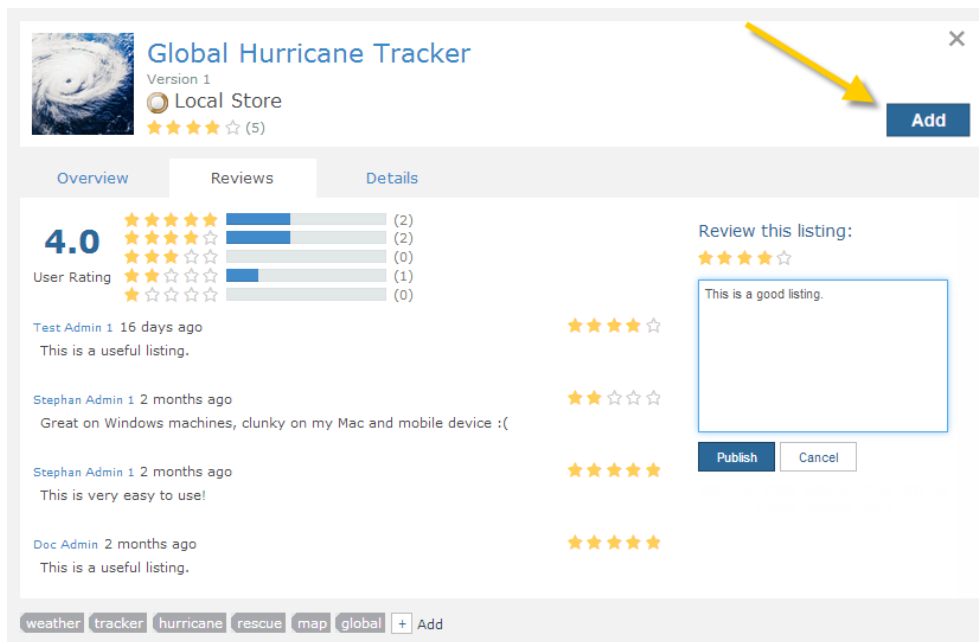 Global Hurricane Tracker
Version 1
Local Store
(5)
Add
Overview Reviews Details
4.0
User Rating
(2)
(2)
(0)
(1)
(0)
Review this listing:
This is a good listing.
Publish Cancel
Test Admin 1 16 days ago
This is a useful listing.
Stephan Admin 1 2 months ago
Great on Windows machines, clunky on my Mac and mobile device :(
Stephan Admin 1 2 months ago
This is very easy to use!
Doc Admin 2 months ago
This is a useful listing.
weather tracker hurricane rescue map global + Add